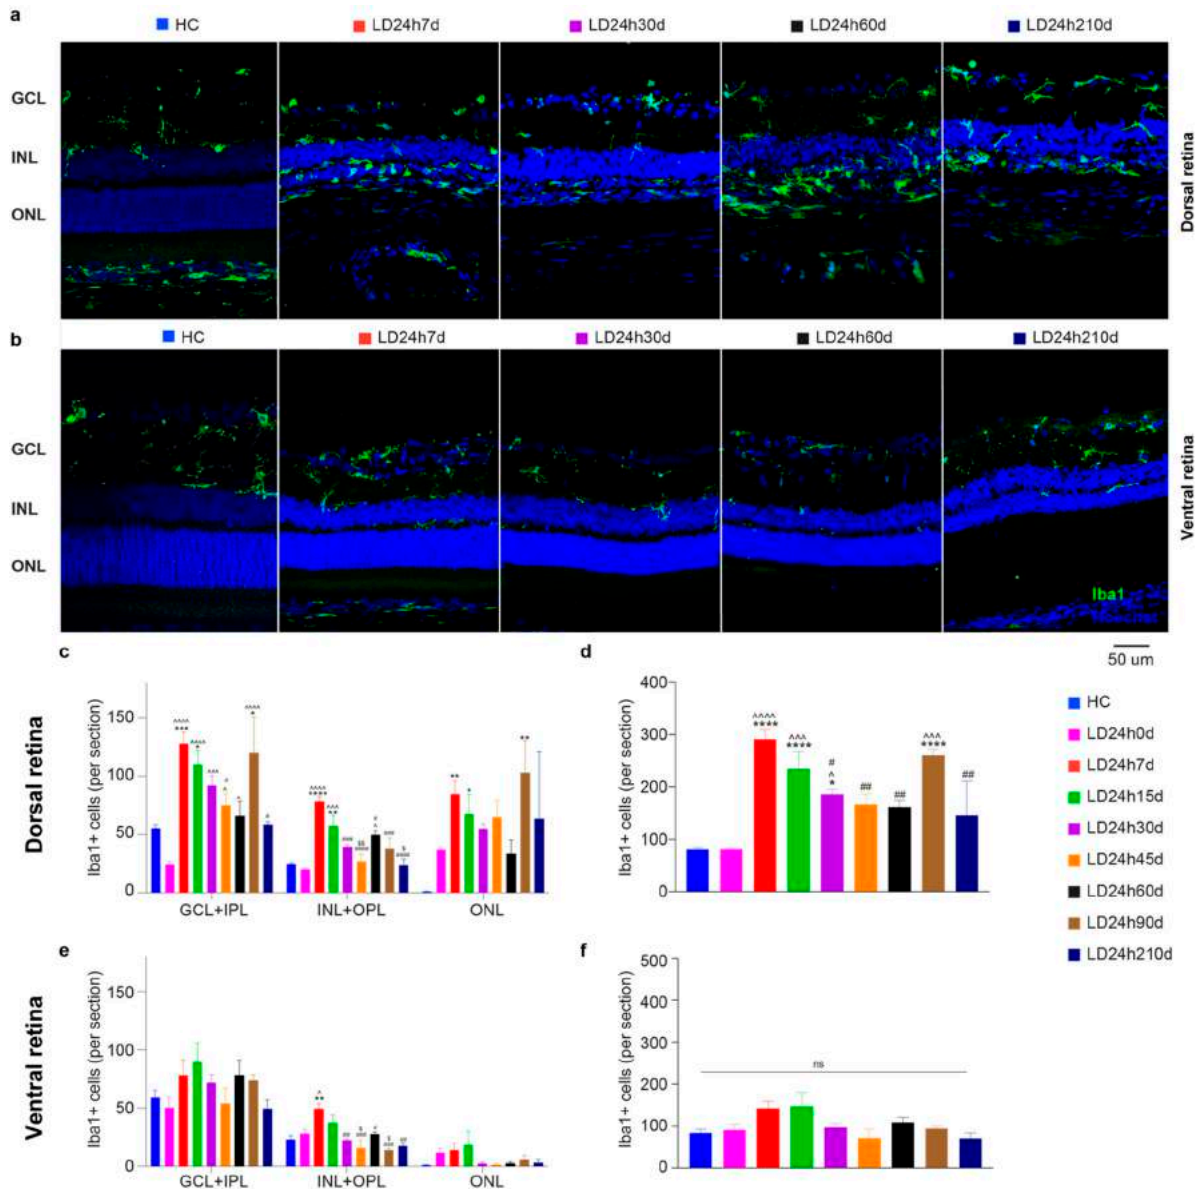 a
HC LD24h7d LD24h30d LD24h60d LD24h210d
GCL
INL
ONL
Dorsal retina
b
HC LD24h7d LD24h30d LD24h60d LD24h210d
GCL
INL
ONL
Ventral retina
Iba1
50 um
c
Dorsal retina
Iba1+ cells (per section)
150
100
50
0
^^^^
***
^^^^
*
^^^
#
^
^
^^^^
*
#
^^^^
****
^^^
**
###
$$
####
#
^
###
$
####
**
*
**
GCL+IPL INL+OPL ONL
d
Iba1+ cells (per section)
400
300
200
100
0
^^^^
****
^^^
****
#
^
*
##
##
^^^
****
##
HC
LD24h0d
LD24h7d
LD24h15d
LD24h30d
LD24h45d
LD24h60d
LD24h90d
LD24h210d
e
Ventral retina
Iba1+ cells (per section)
150
100
50
0
^
**
##
$
###
#
$
###
##
GCL+IPL INL+OPL ONL
f
Iba1+ cells (per section)
500
400
300
200
100
0
ns